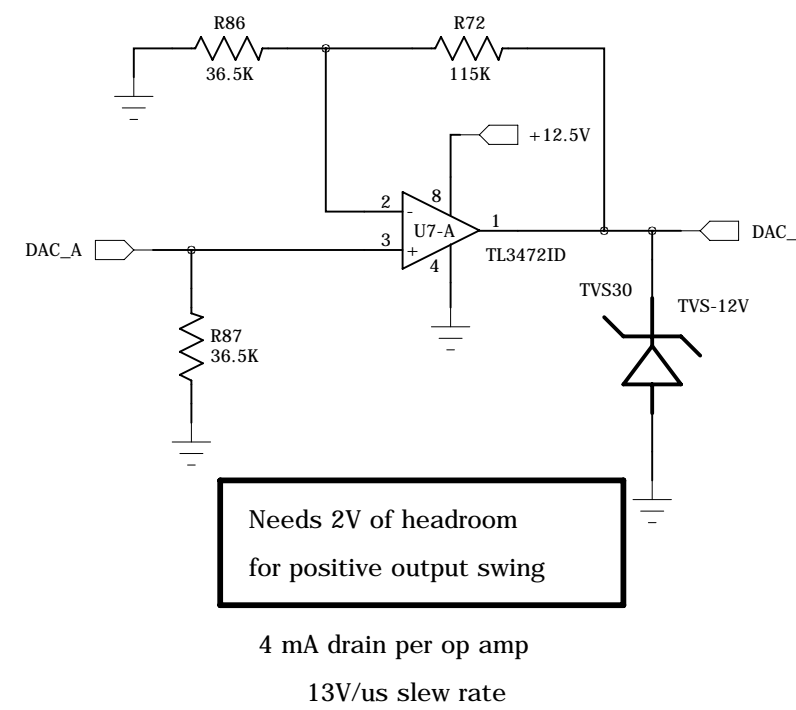 R86
36.5K
R72
115K
+12.5V
2
-
8
U7-A
1
3
+
4
TL3472ID
DAC_A
DAC_
R87
36.5K
TVS30
TVS-12V
Needs 2V of headroom
for positive output swing
4 mA drain per op amp
13V/us slew rate